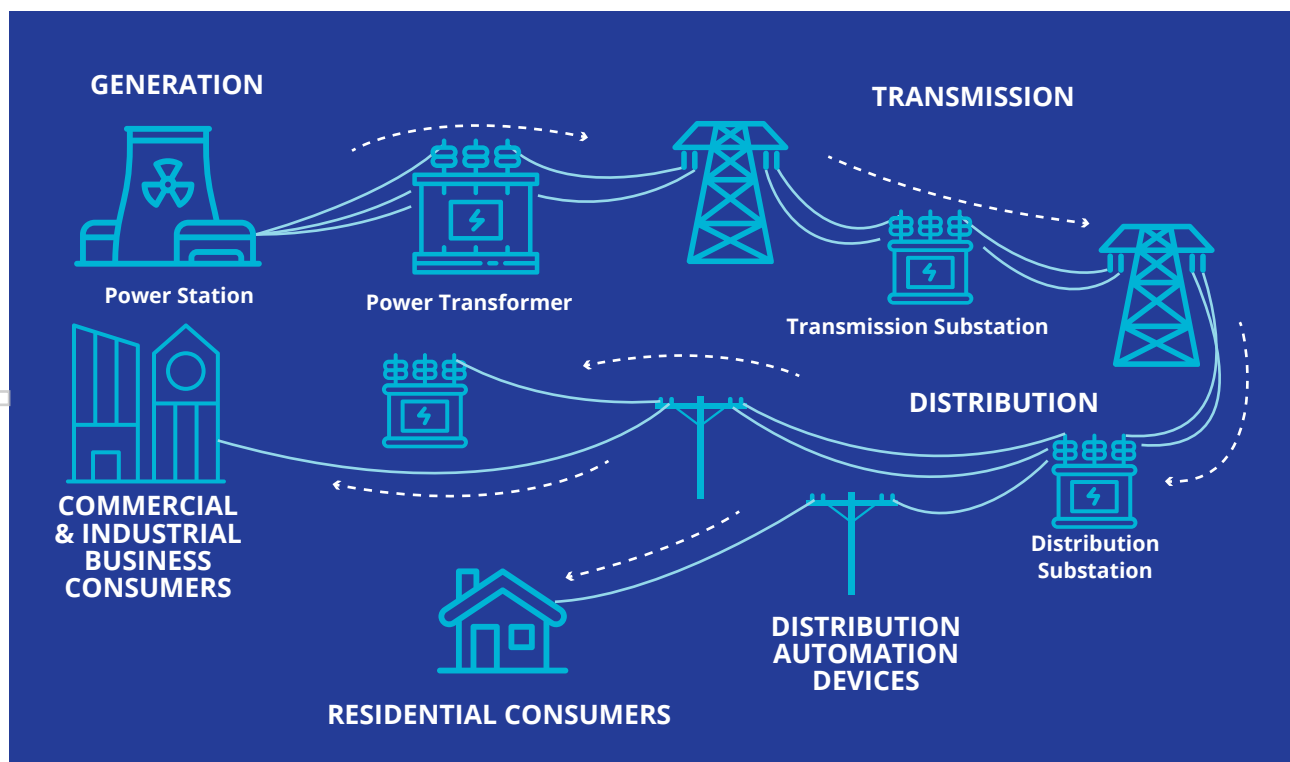 GENERATION
TRANSMISSION
Power Station
Power Transformer
Transmission Substation
DISTRIBUTION
COMMERCIAL
& INDUSTRIAL
BUSINESS
CONSUMERS
Distribution
Substation
DISTRIBUTION
AUTOMATION
DEVICES
RESIDENTIAL CONSUMERS